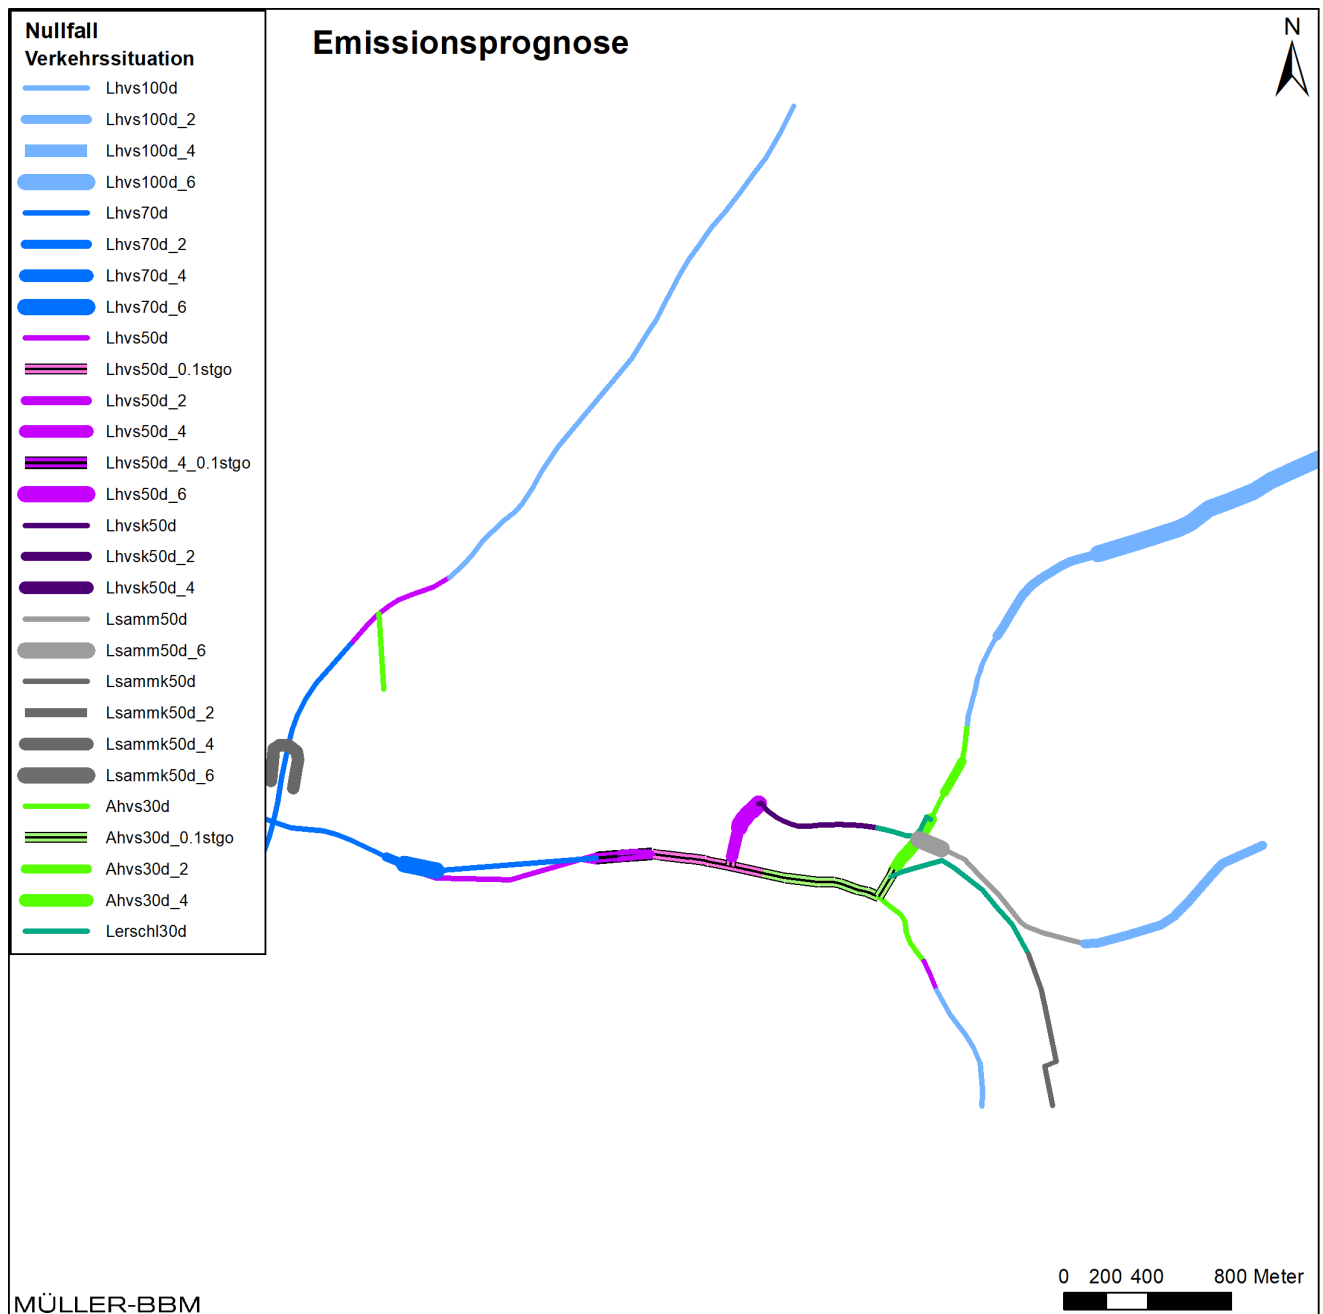 Nullfall
Verkehrssituation
Lhvs100d
Lhvs100d_2
Lhvs100d_4
Lhvs100d_6
Lhvs70d
Lhvs70d_2
Lhvs70d_4
Lhvs70d_6
Lhvs50d
Lhvs50d_0.1stgo
Lhvs50d_2
Lhvs50d_4
Lhvs50d_4_0.1stgo
Lhvs50d_6
Lhvsk50d
Lhvsk50d_2
Lhvsk50d_4
Lsamm50d
Lsamm50d_6
Lsammk50d
Lsammk50d_2
Lsammk50d_4
Lsammk50d_6
Ahvs30d
Ahvs30d_0.1stgo
Ahvs30d_2
Ahvs30d_4
Lerschl30d
Emissionsprognose
N
0 200 400 800 Meter
MÜLLER-BBM